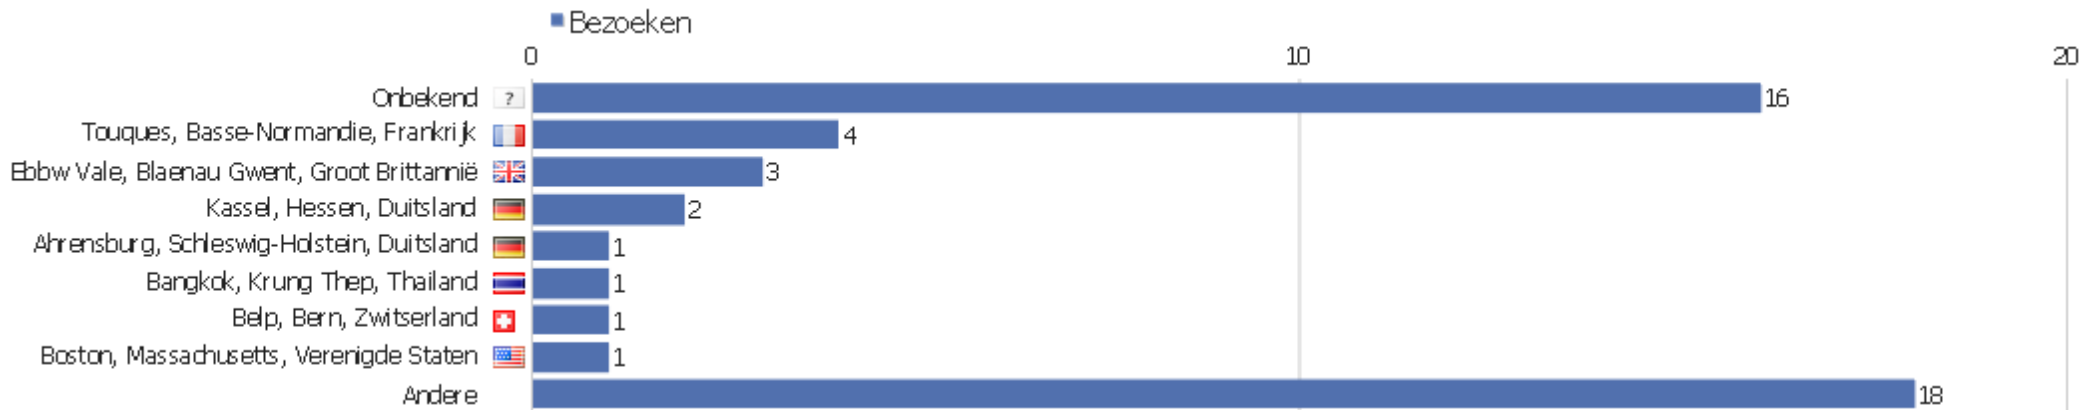 Bezoeken
0 10 20
Onbekend ? 16
Touques, Basse-Normandie, Frankrijk 4
Ebbw Vale, Blaenau Gwent, Groot Brittannië 3
Kassel, Hessen, Duitsland 2
Ahrensburg, Schleswig-Holstein, Duitsland 1
Bangkok, Krung Thep, Thailand 1
Belp, Bern, Zwitserland 1
Boston, Massachusetts, Verenigde Staten 1
Andere 18